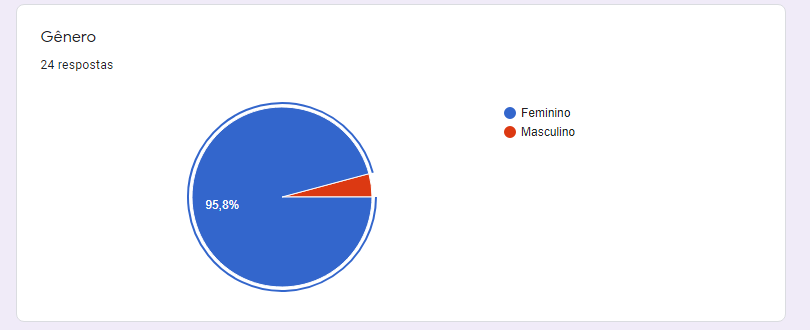 Gênero
24 respostas
Feminino
Masculino
95,8%